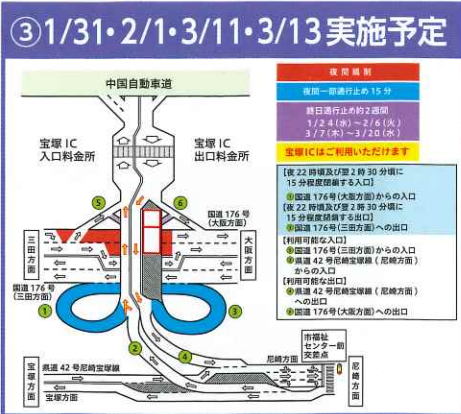 ③1/31・2/1・3/11・3/13実施予定
中国自動車道
夜間規制
夜間一部通行止め15分
終日通行止め約2週間
1/24(水)〜2/6(火)
3/7(木)〜3/20(水)
宝塚ICはご利用いただけます
宝塚IC
入口料金所
宝塚IC
出口料金所
【夜22時頃及び翌2時30分頃に
15分程度閉鎖する入口】
①国道176号(大阪方面)からの入口
【夜22時頃及び翌2時30分頃に
15分程度閉鎖する出口】
国道176号(三田方面)への出口
【利用可能な入口】
国道176号(三田方面)からの入口
県道42号尼崎宝塚線(尼崎方面)
からの入口
【利用可能な出口】
④県道42号尼崎宝塚線(尼崎方面)
への出口
⑥国道176号(大阪方面)への出口
⑤
⑥
国道176号
(大阪方面)
三田方面
大阪方面
国道176号
(三田方面)
①
③
②
④
市福祉
センター前
交差点
宝塚方面
県道42号尼崎宝塚線
尼崎方面
宝塚方面
尼崎方面